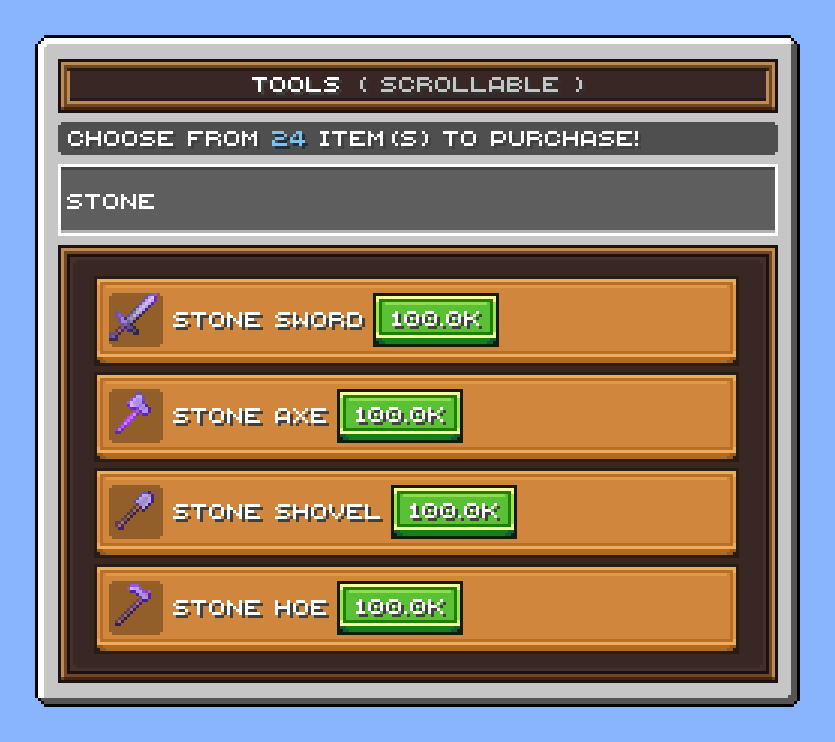 TOOLS ( SCROLLABLE )
CHOOSE FROM 24 ITEM(S) TO PURCHASE!
STONE
STONE SWORD 100.0K
STONE AXE 100.0K
STONE SHOVEL 100.0K
STONE HOE 100.0K